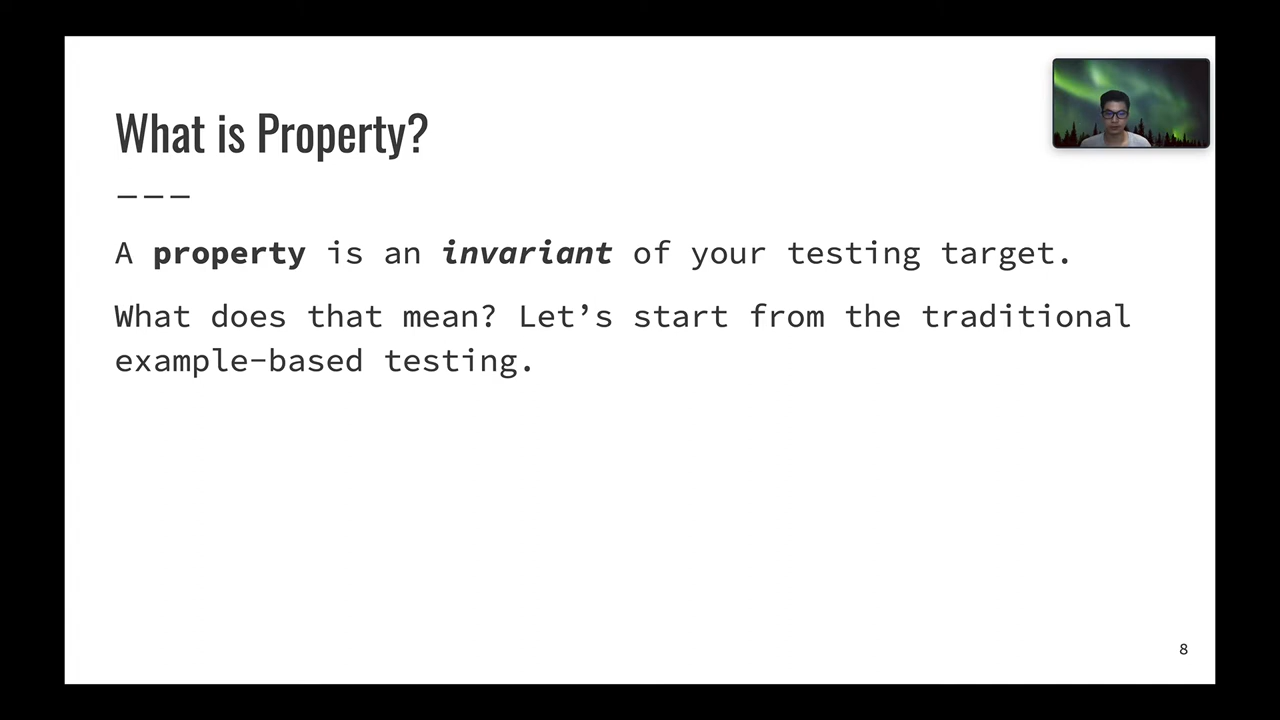 What is Property?
———
A property is an invariant of your testing target.
What does that mean? Let’s start from the traditional
example-based testing.
8